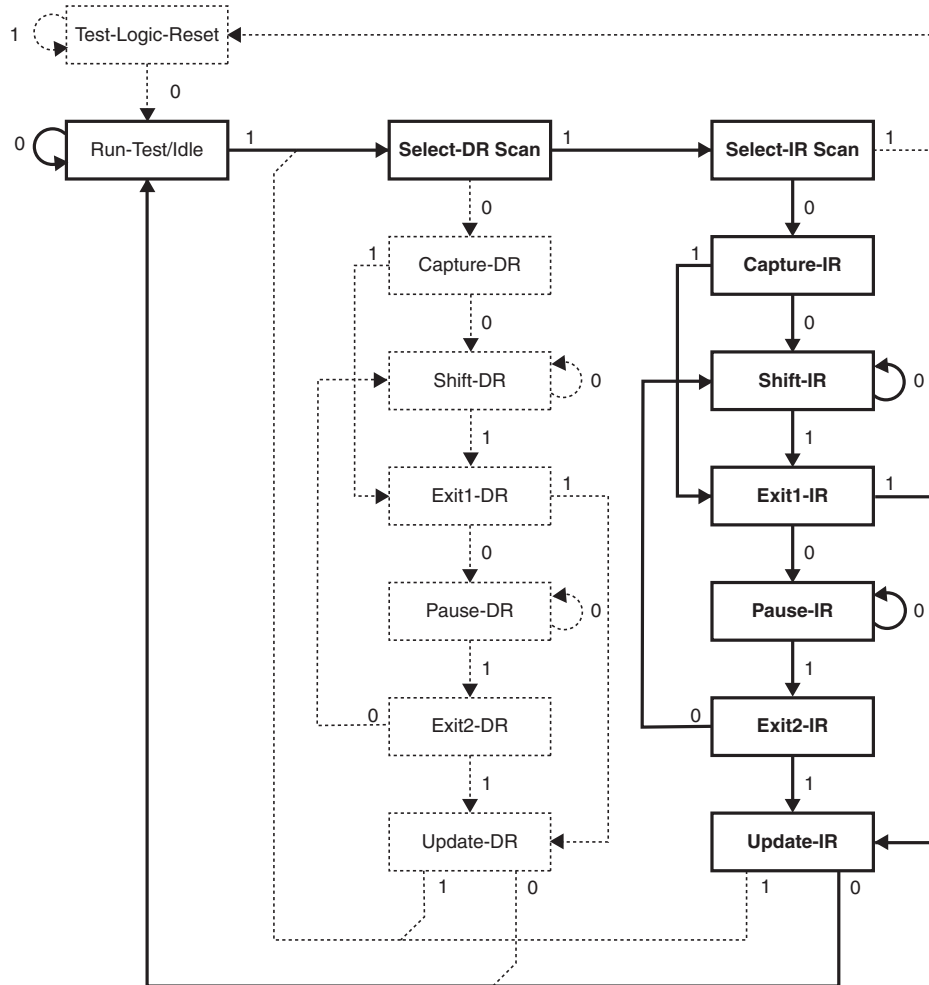 1
Test-Logic-Reset
0
0
Run-Test/Idle
1
Select-DR Scan
1
Select-IR Scan
1
0
0
1
Capture-DR
1
Capture-IR
0
0
Shift-DR
0
Shift-IR
0
1
1
Exit1-DR
1
Exit1-IR
1
0
0
Pause-DR
0
Pause-IR
0
1
1
0
Exit2-DR
0
Exit2-IR
1
1
Update-DR
Update-IR
1
0
1
0